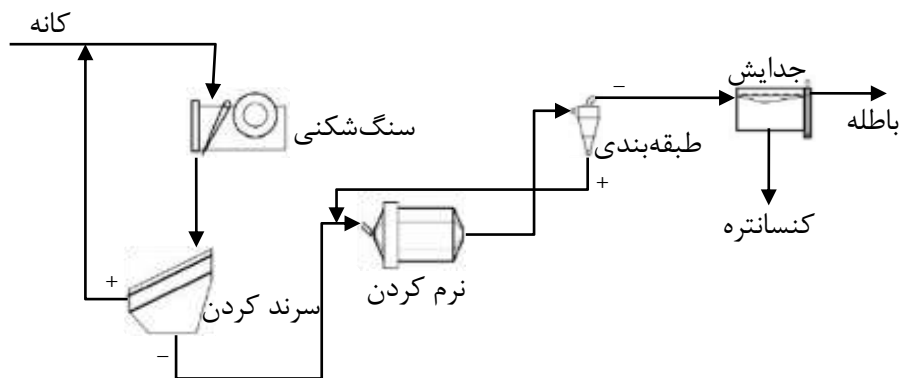 کانه
سنگ‌شکنی
+
سرند کردن
−
نرم کردن
+
طبقه‌بندی
−
جدایش
باطله
کنسانتره